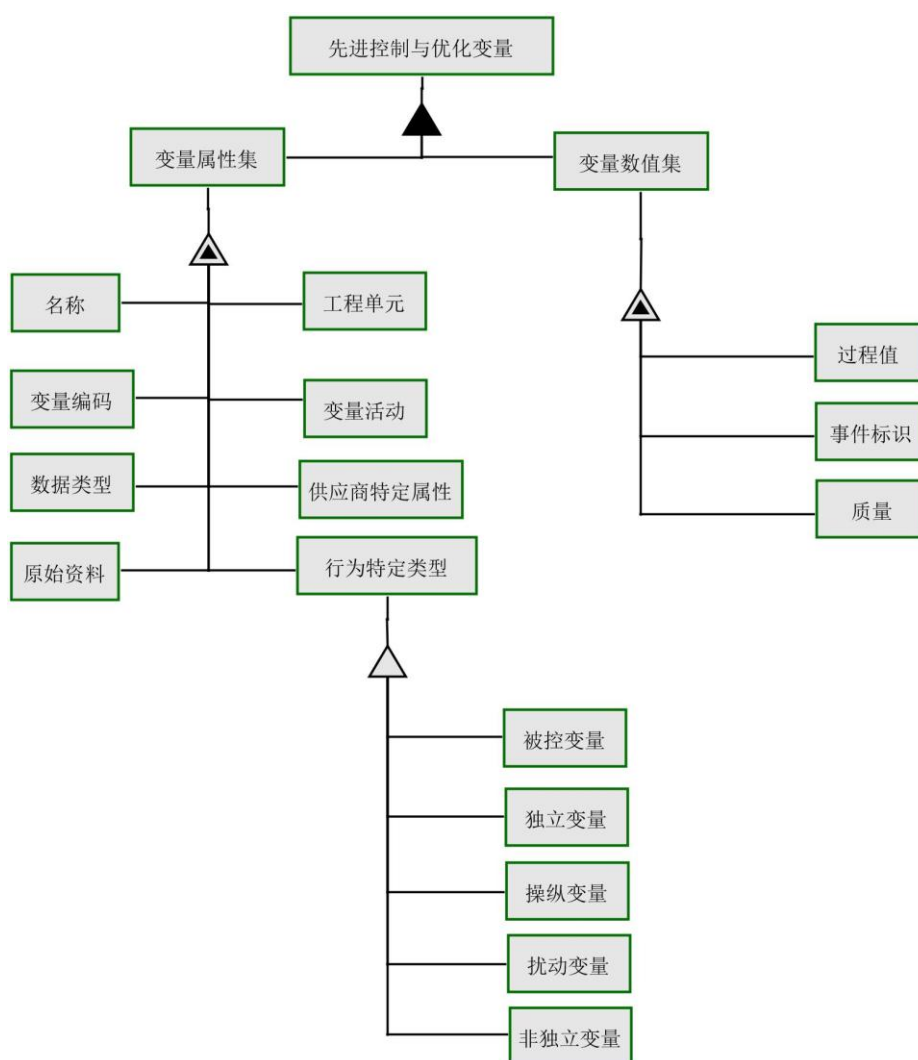 先进控制与优化变量
变量属性集
变量数值集
名称
工程单元
变量编码
变量活动
数据类型
供应商特定属性
原始资料
行为特定类型
过程值
事件标识
质量
被控变量
独立变量
操纵变量
扰动变量
非独立变量